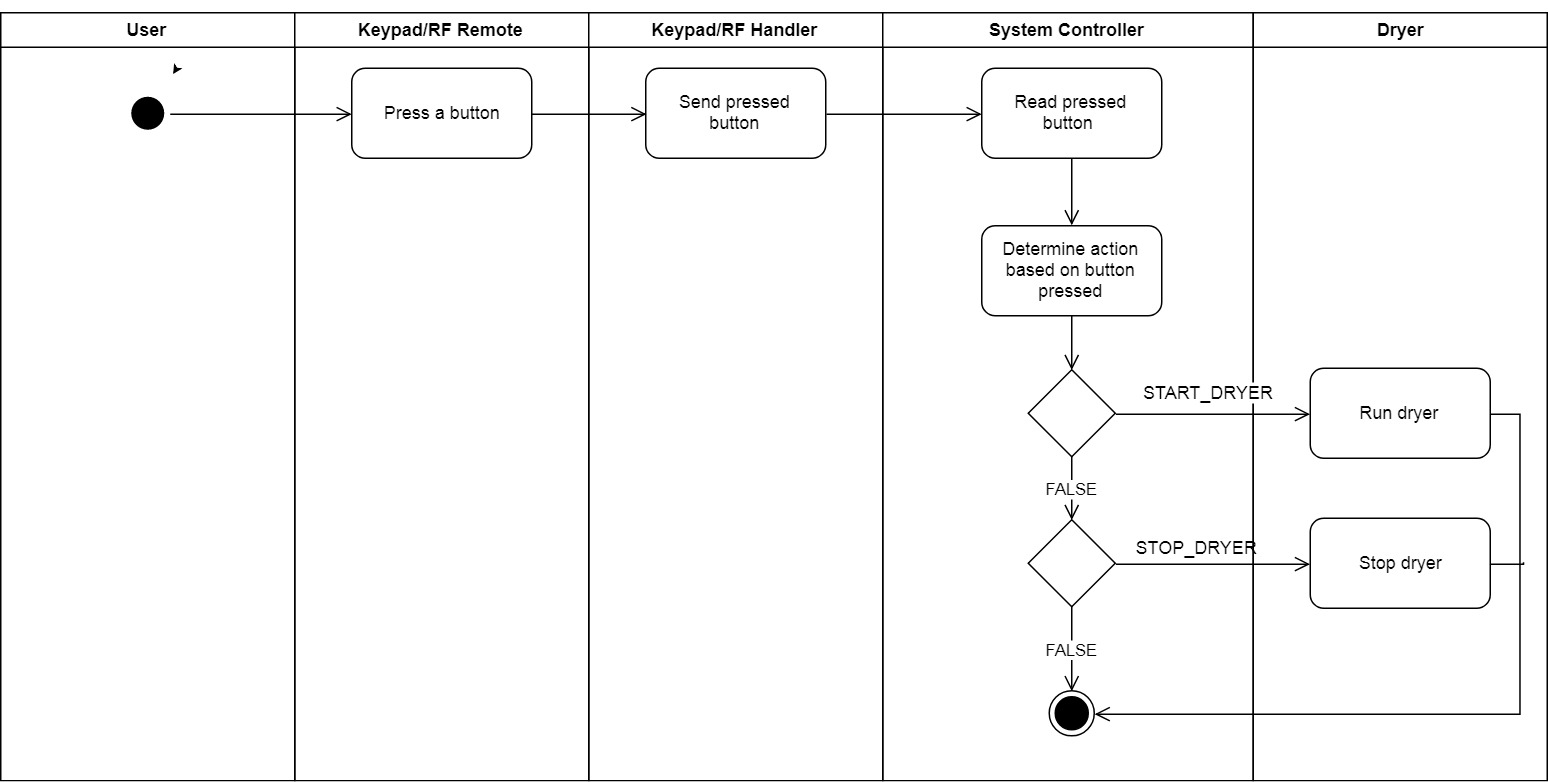 User
Keypad/RF Remote
Keypad/RF Handler
System Controller
Dryer
Press a button
Send pressed
button
Read pressed
button
Determine action
based on button
pressed
START_DRYER
Run dryer
FALSE
STOP_DRYER
Stop dryer
FALSE